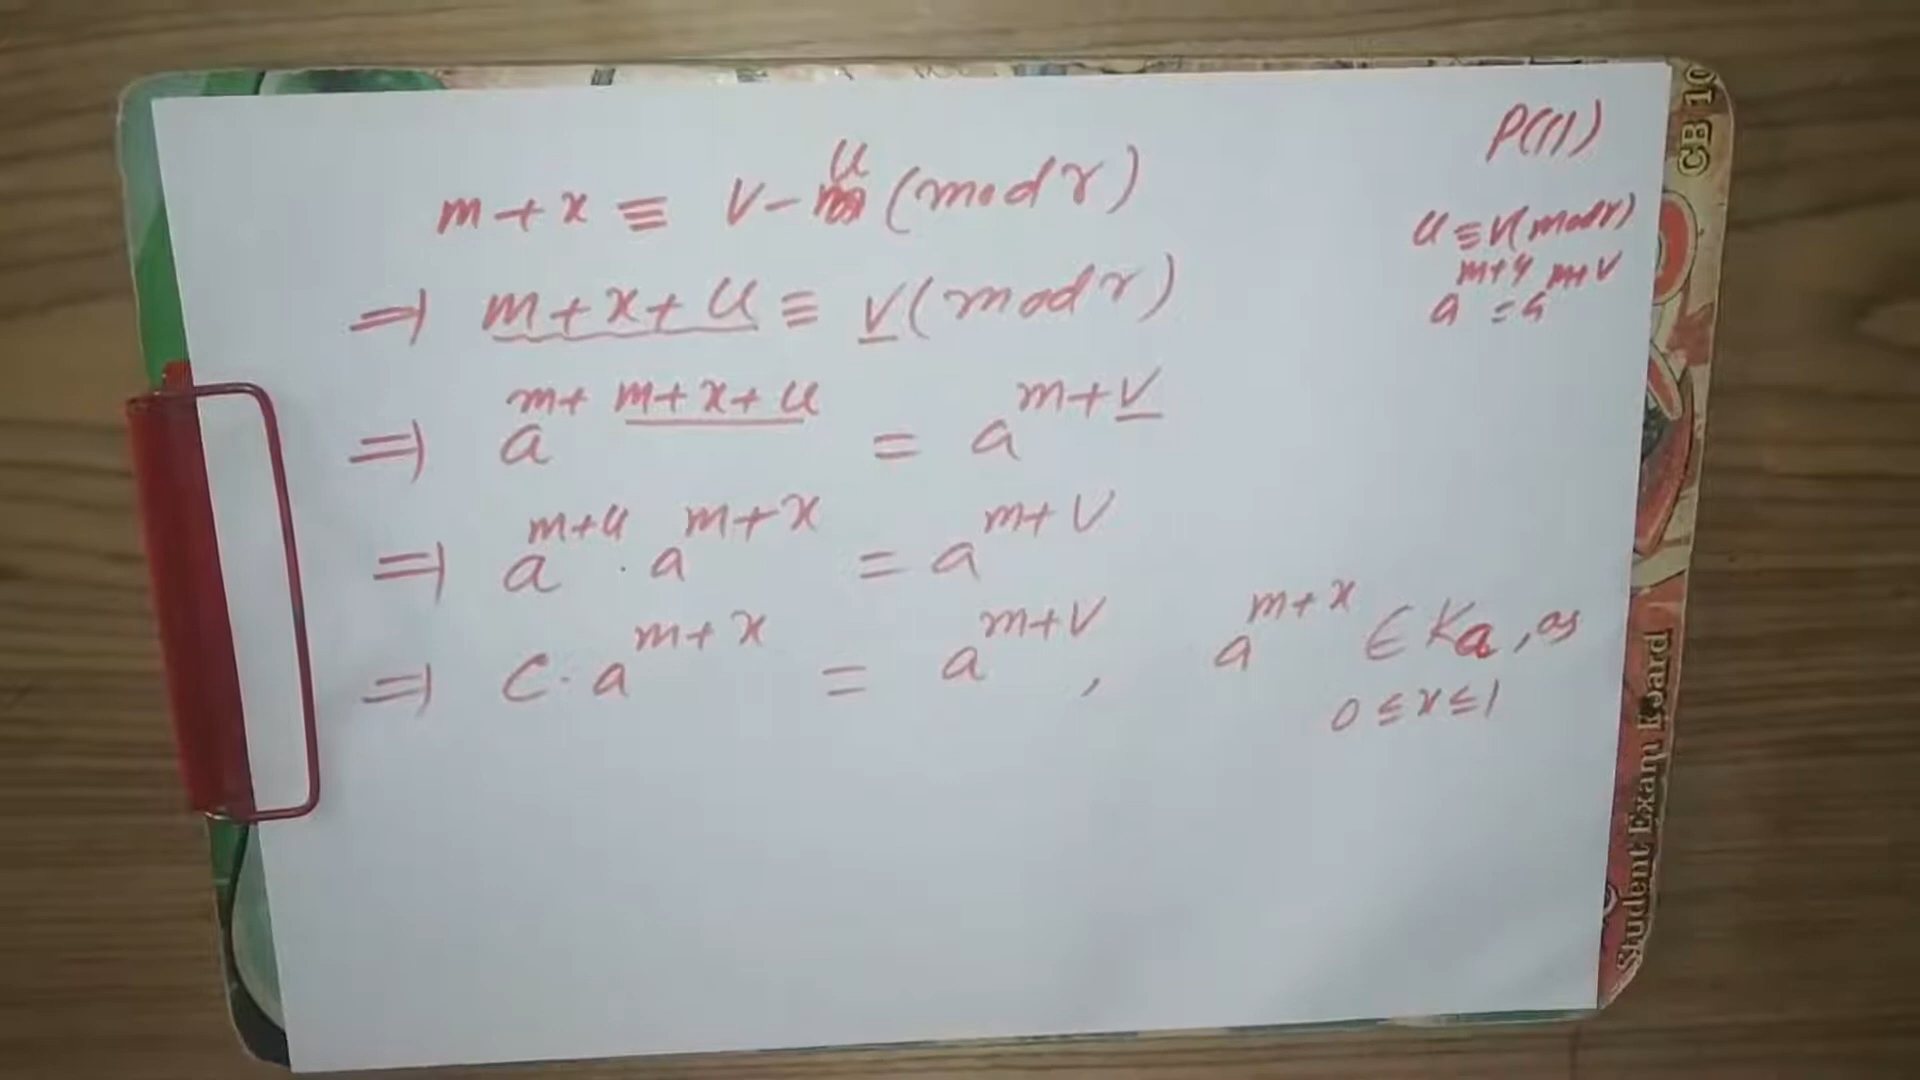 P(11)
m+x ≡ v-u (mod r)
u ≡ v(mod r)
a^{m+u} = a^{m+v}
⇒ m+x+u ≡ v(mod r)
⇒ a^{m+m+x+u} = a^{m+v}
⇒ a^{m+u} . a^{m+x} = a^{m+v}
⇒ c. a^{m+x} = a^{m+v}, a^{m+x} ∈ Ka, as
0 ≤ x ≤ 1
CB 10
Student Exam Board